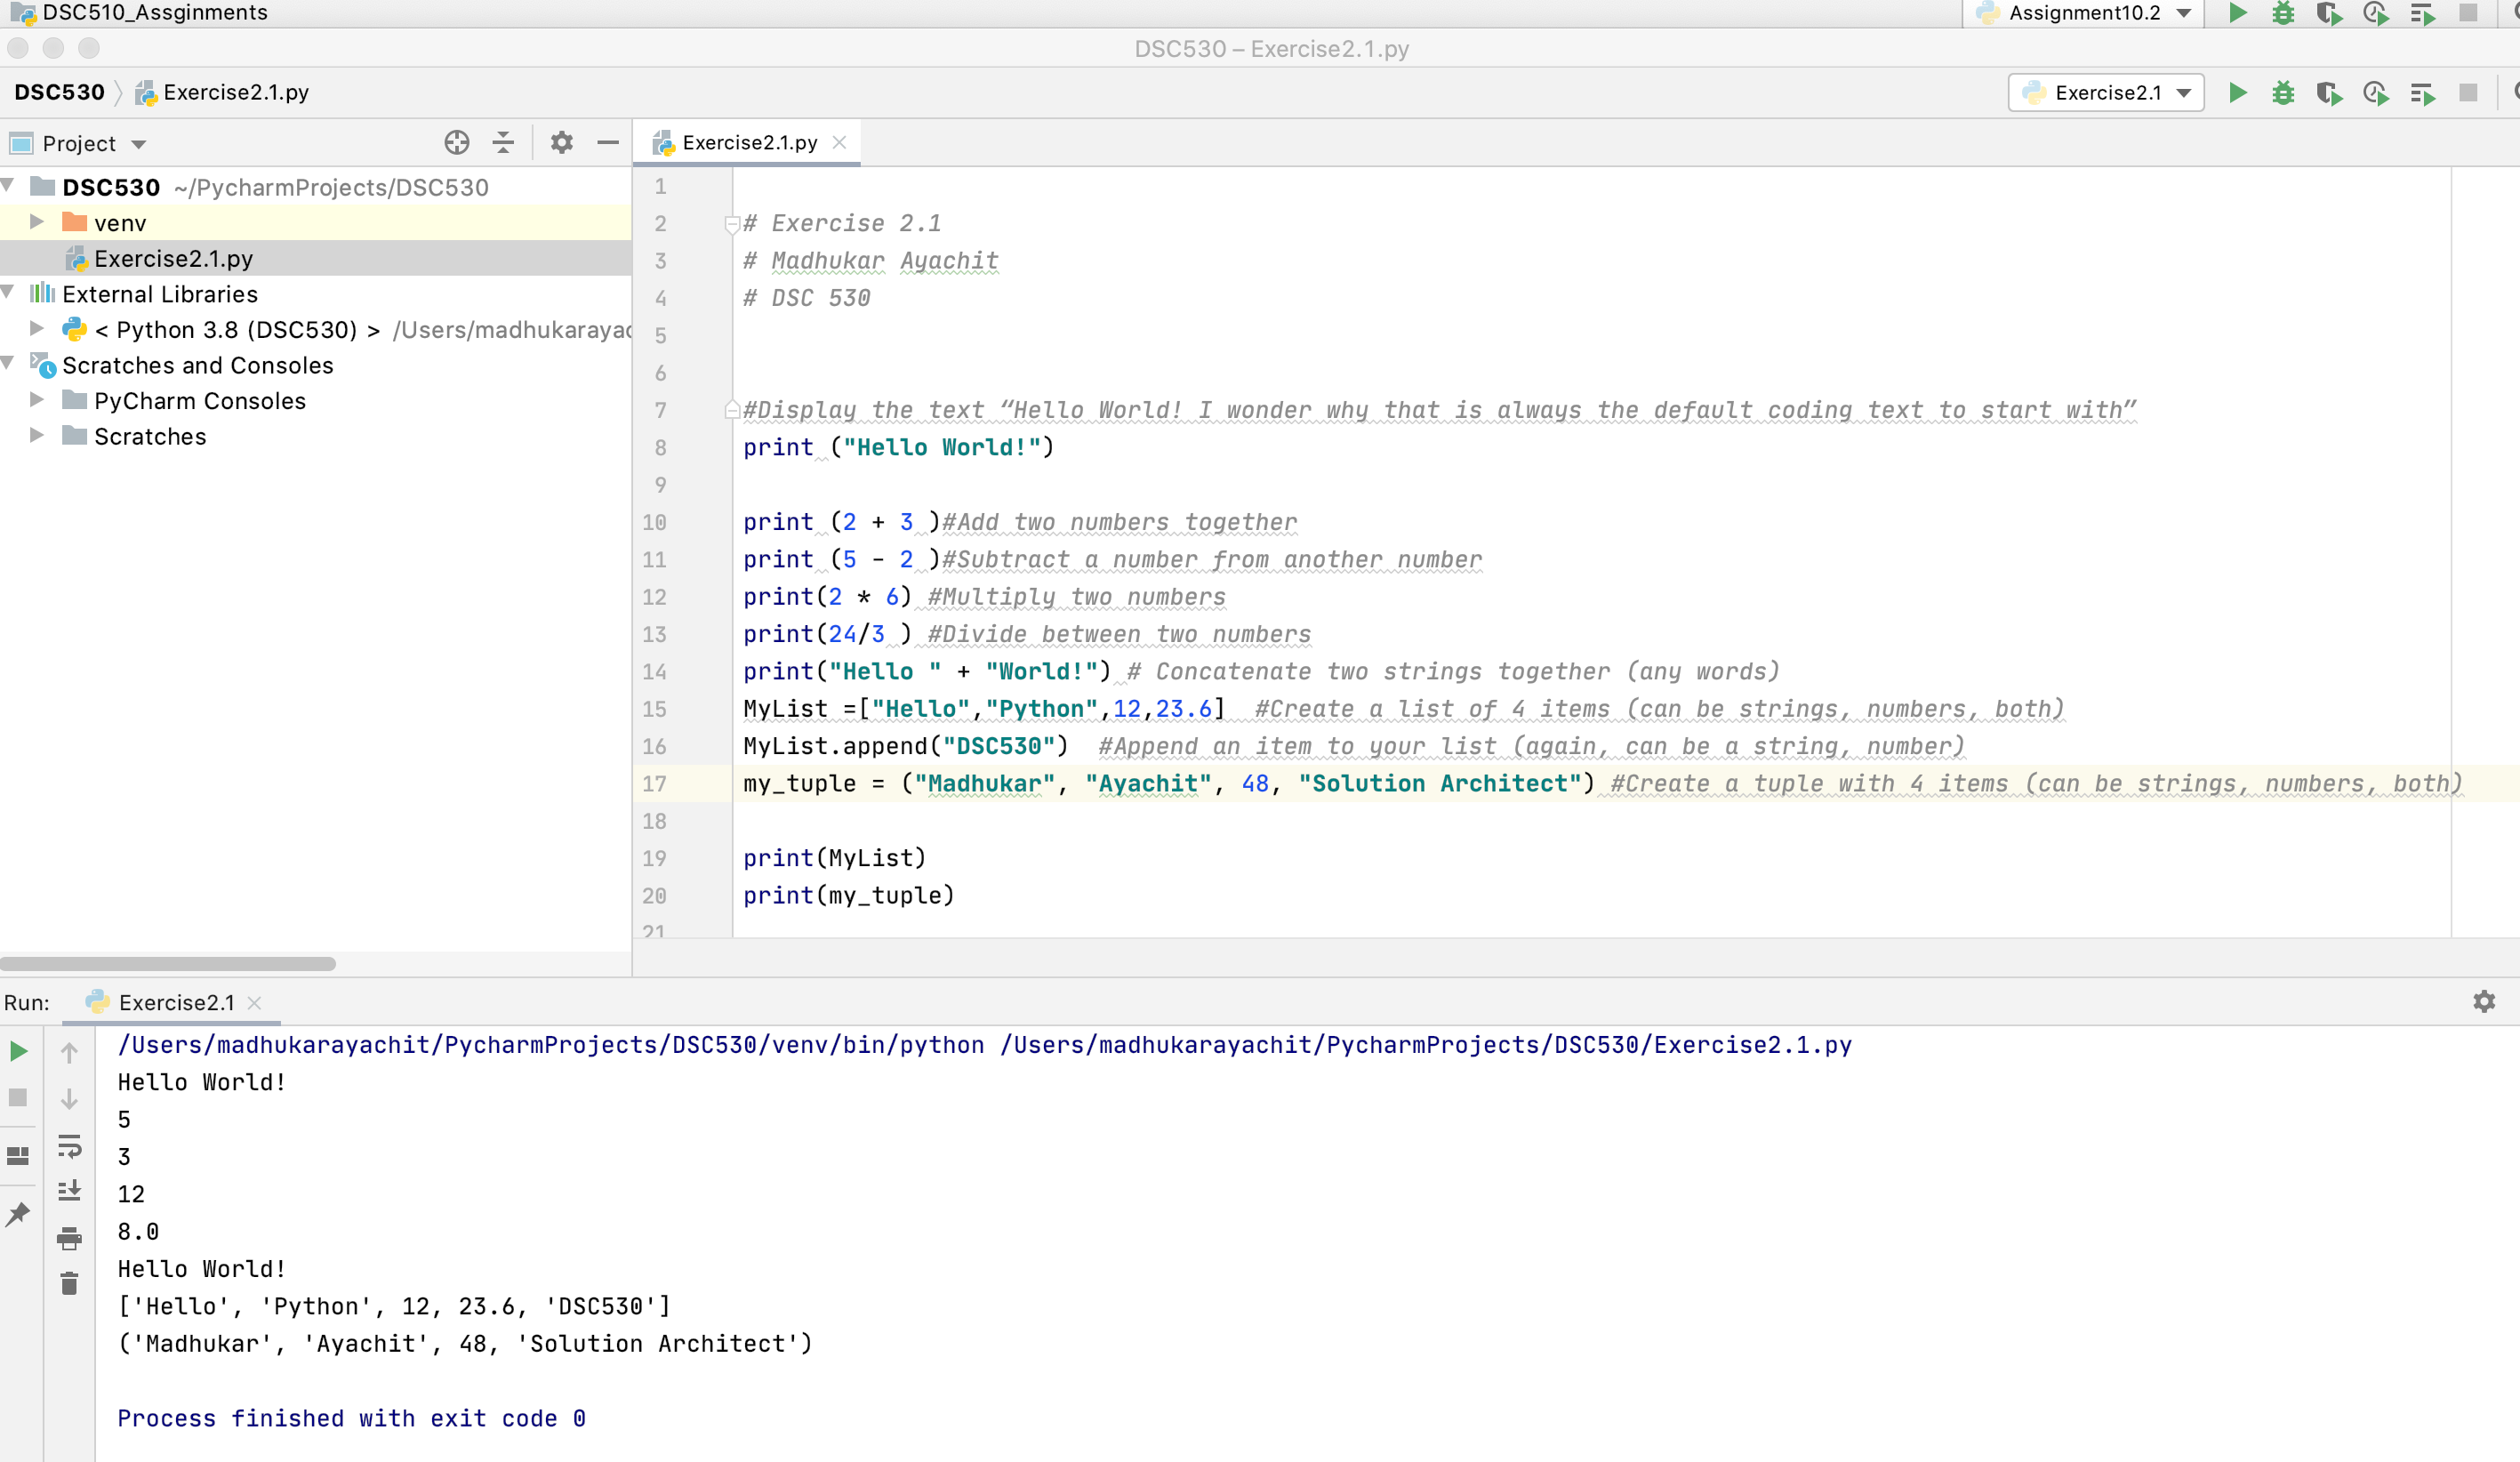 DSC510_Assginments
Assignment10.2
DSC530 – Exercise2.1.py
DSC530
Exercise2.1.py
Exercise2.1
Project
Exercise2.1.py
DSC530 ~/PycharmProjects/DSC530
venv
Exercise2.1.py
External Libraries
< Python 3.8 (DSC530) > /Users/madhukarayac
Scratches and Consoles
PyCharm Consoles
Scratches
1
2 # Exercise 2.1
3 # Madhukar Ayachit
4 # DSC 530
5
6
7 #Display the text “Hello World! I wonder why that is always the default coding text to start with”
8 print ("Hello World!")
9
10 print (2 + 3 )#Add two numbers together
11 print (5 - 2 )#Subtract a number from another number
12 print(2 * 6) #Multiply two numbers
13 print(24/3 ) #Divide between two numbers
14 print("Hello " + "World!") # Concatenate two strings together (any words)
15 MyList =["Hello","Python",12,23.6]  #Create a list of 4 items (can be strings, numbers, both)
16 MyList.append("DSC530")  #Append an item to your list (again, can be a string, number)
17 my_tuple = ("Madhukar", "Ayachit", 48, "Solution Architect") #Create a tuple with 4 items (can be strings, numbers, both)
18
19 print(MyList)
20 print(my_tuple)
21
Run: Exercise2.1
/Users/madhukarayachit/PycharmProjects/DSC530/venv/bin/python /Users/madhukarayachit/PycharmProjects/DSC530/Exercise2.1.py
Hello World!
5
3
12
8.0
Hello World!
['Hello', 'Python', 12, 23.6, 'DSC530']
('Madhukar', 'Ayachit', 48, 'Solution Architect')
Process finished with exit code 0